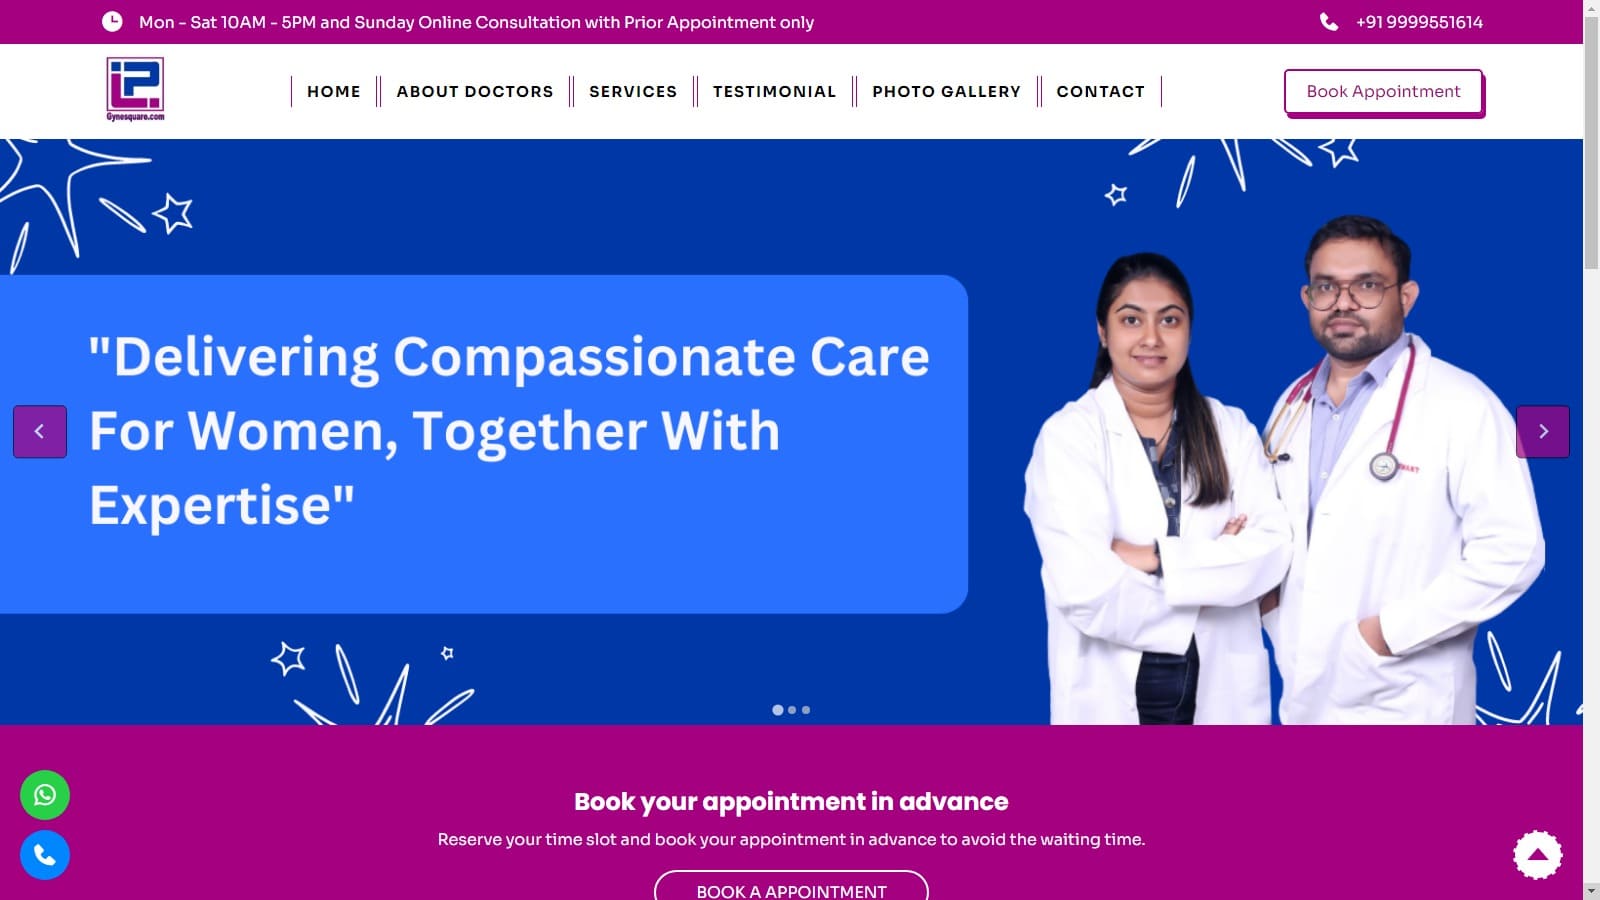 Mon - Sat 10AM - 5PM and Sunday Online Consultation with Prior Appointment only
+91 9999551614
Gynesquare.com
HOME
ABOUT DOCTORS
SERVICES
TESTIMONIAL
PHOTO GALLERY
CONTACT
Book Appointment
"Delivering Compassionate Care
For Women, Together With
Expertise"
Book your appointment in advance
Reserve your time slot and book your appointment in advance to avoid the waiting time.
BOOK A APPOINTMENT